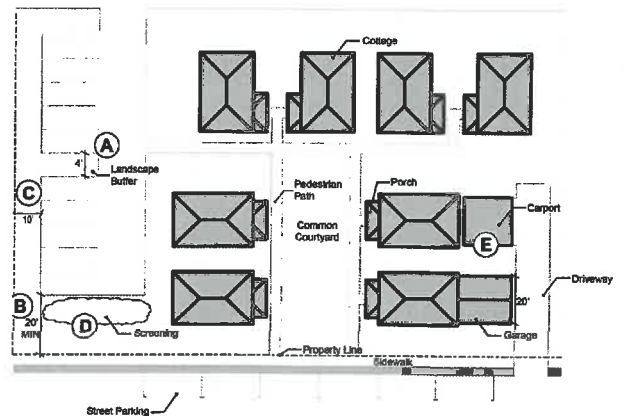 Cottage
A
4'
Landscape
Buffer
C
10'
Pedestrian
Path
Porch
Common
Courtyard
Carport
E
Driveway
B
20'
MIN
D
Screening
20'
Garage
Property Line
Sidewalk
Street Parking